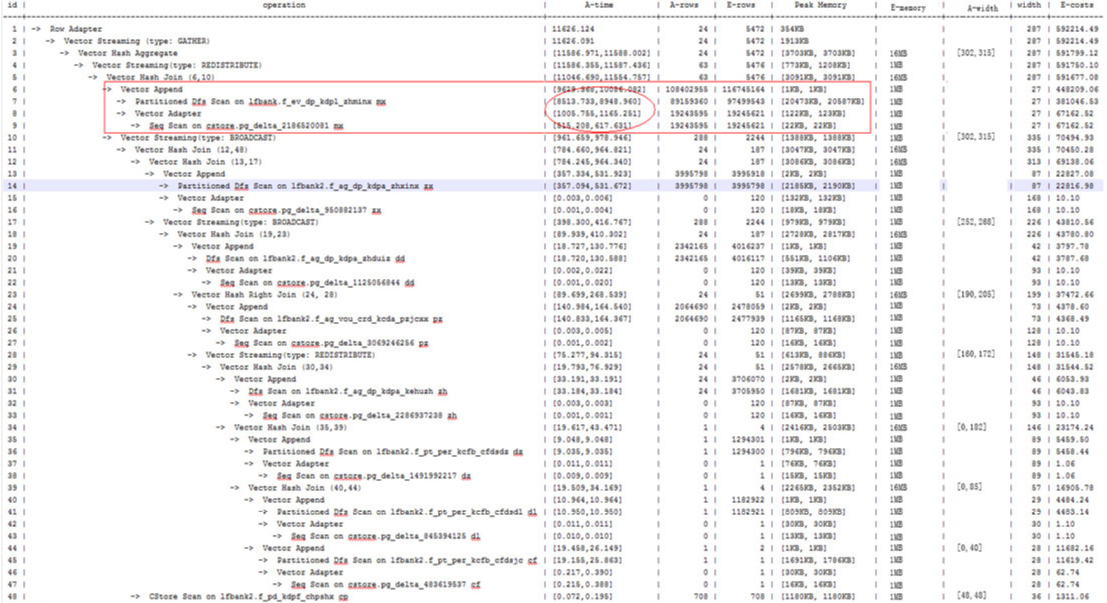 id | operation | A-time | A-rows | E-rows | Peak Memory | E-memory | A-width | width | E-costs
1 | -> Row Adapter | 11626.124 | 24 | 5472 | 354KB | | | 287 | 592214.49
2 | -> Vector Streaming (type: GATHER) | 11626.091 | 24 | 5472 | 1913KB | | | 287 | 592214.49
3 | -> Vector Hash Aggregate | [11586.971,11588.002] | 24 | 5472 | [3703KB, 3703KB] | 16MB | [302,315] | 287 | 591799.12
4 | -> Vector Streaming(type: REDISTRIBUTE) | [11586.355,11587.436] | 63 | 5476 | [773KB, 1208KB] | 1MB | | 287 | 591750.10
5 | -> Vector Hash Join (6,10) | [11046.690,11554.757] | 63 | 5476 | [3091KB, 3091KB] | 16MB | | 287 | 591677.08
6 | -> Vector Append | 108402955 | 116745164 | [1KB, 1KB] | 1MB | | 27 | 448209.06
7 | -> Partitioned Dfs Scan on lfbank.f_ev_dp_kdpl_zhminx mx | [8513.733,8948.960] | 89159360 | 97499543 | [20473KB, 20587KB] | 1MB | | 27 | 381046.53
8 | -> Vector Adapter | [1005.755,1165.251] | 19243595 | 19245621 | [122KB, 123KB] | 1MB | | 27 | 67162.52
9 | -> Seq Scan on cstore.pg_delta_2186520081 mx | 19243595 | 19245621 | [22KB, 22KB] | 1MB | | 27 | 67162.52
10 | -> Vector Streaming(type: BROADCAST) | [961.659,978.946] | 288 | 2244 | [1388KB, 1388KB] | 1MB | [302,315] | 335 | 70494.93
11 | -> Vector Hash Join (12,48) | [784.660,964.821] | 24 | 187 | [3047KB, 3047KB] | 16MB | | 335 | 70450.28
12 | -> Vector Hash Join (13,17) | [784.245,964.340] | 24 | 187 | [3086KB, 3086KB] | 16MB | | 313 | 69138.06
13 | -> Vector Append | [357.334,531.923] | 3995798 | 3995918 | [2KB, 2KB] | 1MB | | 87 | 22827.08
14 | -> Partitioned Dfs Scan on lfbank2.f_ag_dp_kdpa_zhxinx zx | [357.094,531.672] | 3995798 | 3995798 | [2185KB, 2190KB] | 1MB | | 87 | 22816.98
15 | -> Vector Adapter | [0.003,0.006] | 0 | 120 | [132KB, 132KB] | 1MB | | 168 | 10.10
16 | -> Seq Scan on cstore.pg_delta_950882137 zx | [0.001,0.004] | 0 | 120 | [18KB, 18KB] | 1MB | | 168 | 10.10
17 | -> Vector Streaming(type: BROADCAST) | [398.300,416.767] | 288 | 2244 | [979KB, 979KB] | 1MB | [252,268] | 226 | 43810.56
18 | -> Vector Hash Join (19,23) | [89.939,410.302] | 24 | 187 | [2728KB, 2817KB] | 16MB | | 226 | 43780.80
19 | -> Vector Append | [18.727,130.776] | 2342165 | 4016237 | [1KB, 1KB] | 1MB | | 42 | 3797.78
20 | -> Dfs Scan on lfbank2.f_ag_dp_kdpa_zhduiz dd | [18.720,130.588] | 2342165 | 4016117 | [551KB, 1106KB] | 1MB | | 42 | 3787.68
21 | -> Vector Adapter | [0.002,0.022] | 0 | 120 | [39KB, 39KB] | 1MB | | 93 | 10.10
22 | -> Seq Scan on cstore.pg_delta_1125056844 dd | [0.001,0.020] | 0 | 120 | [13KB, 13KB] | 1MB | | 93 | 10.10
23 | -> Vector Hash Right Join (24, 28) | [89.699,268.539] | 24 | 51 | [2699KB, 2788KB] | 16MB | [190,205] | 199 | 37472.66
24 | -> Vector Append | [140.984,164.540] | 2064690 | 2478059 | [2KB, 2KB] | 1MB | | 73 | 4378.60
25 | -> Dfs Scan on lfbank2.f_ag_vou_crd_kcda_pzjcxx pz | [140.833,164.367] | 2064690 | 2477939 | [1165KB, 1168KB] | 1MB | | 73 | 4368.49
26 | -> Vector Adapter | [0.003,0.005] | 0 | 120 | [87KB, 87KB] | 1MB | | 128 | 10.10
27 | -> Seq Scan on cstore.pg_delta_3069246256 pz | [0.001,0.002] | 0 | 120 | [16KB, 16KB] | 1MB | | 128 | 10.10
28 | -> Vector Streaming(type: REDISTRIBUTE) | [75.277,94.315] | 24 | 51 | [613KB, 886KB] | 1MB | [160,172] | 148 | 31545.18
29 | -> Vector Hash Join (30,34) | [19.793,76.929] | 24 | 51 | [2578KB, 2665KB] | 16MB | | 148 | 31544.52
30 | -> Vector Append | [33.191,33.191] | 24 | 3706070 | [2KB, 2KB] | 1MB | | 46 | 6053.93
31 | -> Dfs Scan on lfbank2.f_ag_dp_kdpa_kehuzh zh | [33.184,33.184] | 24 | 3705950 | [1681KB, 1681KB] | 1MB | | 46 | 6043.83
32 | -> Vector Adapter | [0.003,0.003] | 0 | 120 | [87KB, 87KB] | 1MB | | 93 | 10.10
33 | -> Seq Scan on cstore.pg_delta_2286937238 zh | [0.001,0.001] | 0 | 120 | [16KB, 16KB] | 1MB | | 93 | 10.10
34 | -> Vector Hash Join (35,39) | [19.617,43.471] | 1 | 4 | [2416KB, 2503KB] | 16MB | [0,182] | 146 | 23174.24
35 | -> Vector Append | [9.048,9.048] | 1 | 1294301 | [1KB, 1KB] | 1MB | | 89 | 5459.50
36 | -> Partitioned Dfs Scan on lfbank2.f_pt_per_kcfb_cfdsds dz | [9.035,9.035] | 1 | 1294300 | [796KB, 796KB] | 1MB | | 89 | 5458.44
37 | -> Vector Adapter | [0.011,0.011] | 0 | 1 | [76KB, 76KB] | 1MB | | 89 | 1.06
38 | -> Seq Scan on cstore.pg_delta_1491992217 dz | [0.009,0.009] | 0 | 1 | [15KB, 15KB] | 1MB | | 89 | 1.06
39 | -> Vector Hash Join (40,44) | [19.509,34.169] | 1 | 4 | [2265KB, 2352KB] | 16MB | [0,85] | 57 | 16905.78
40 | -> Vector Append | [10.964,10.964] | 1 | 1182922 | [1KB, 1KB] | 1MB | | 29 | 4484.24
41 | -> Partitioned Dfs Scan on lfbank2.f_pt_per_kcfb_cfdsdl dl | [10.950,10.950] | 1 | 1182921 | [809KB, 809KB] | 1MB | | 29 | 4483.14
42 | -> Vector Adapter | [0.011,0.011] | 0 | 1 | [30KB, 30KB] | 1MB | | 30 | 1.10
43 | -> Seq Scan on cstore.pg_delta_845394125 dl | [0.010,0.010] | 0 | 1 | [13KB, 13KB] | 1MB | | 30 | 1.10
44 | -> Vector Append | [19.458,26.149] | 1 | 2 | [1KB, 1KB] | 1MB | [0,40] | 28 | 11682.16
45 | -> Partitioned Dfs Scan on lfbank2.f_pt_per_kcfb_cfdsjc cf | [19.155,25.863] | 1 | 1 | [1691KB, 1786KB] | 1MB | | 28 | 11619.42
46 | -> Vector Adapter | [0.217,0.390] | 0 | 1 | [30KB, 30KB] | 1MB | | 28 | 62.74
47 | -> Seq Scan on cstore.pg_delta_483619537 cf | [0.215,0.388] | 0 | 1 | [16KB, 16KB] | 1MB | | 28 | 62.74
48 | -> CStore Scan on lfbank2.f_pd_kdpf_chpshx cp | [0.072,0.195] | 708 | 708 | [1180KB, 1180KB] | 1MB | [48,48] | 36 | 1311.06